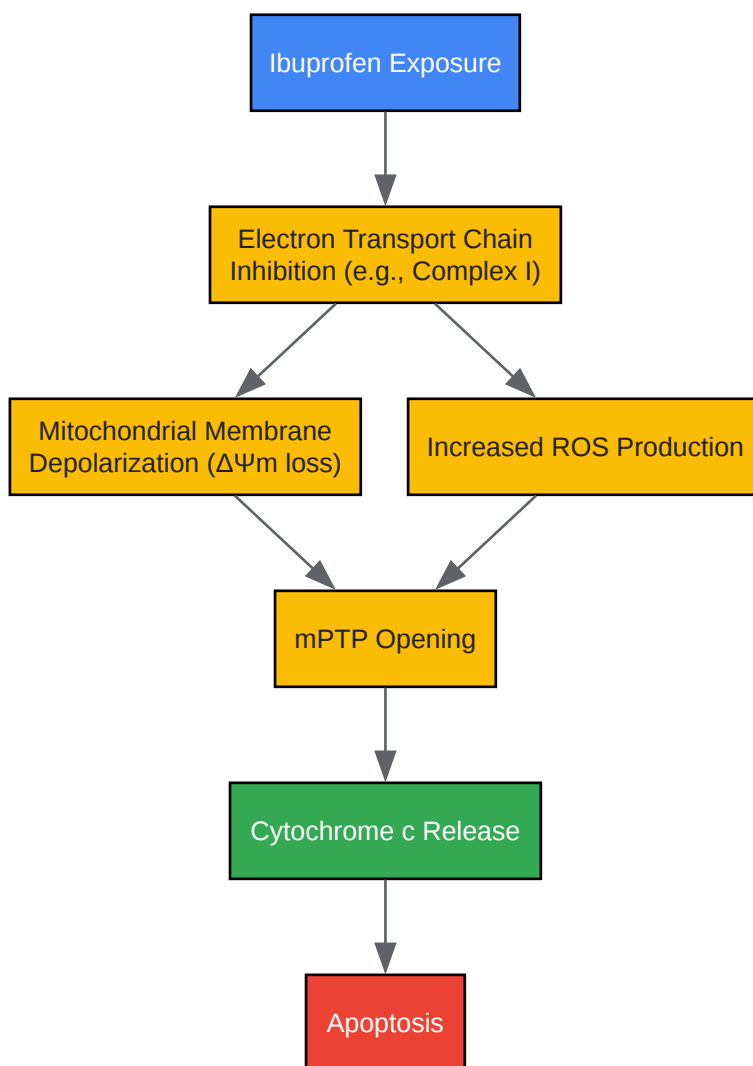 Ibuprofen Exposure
Electron Transport Chain
Inhibition (e.g., Complex I)
Mitochondrial Membrane
Depolarization (ΔΨm loss)
Increased ROS Production
mPTP Opening
Cytochrome c Release
Apoptosis